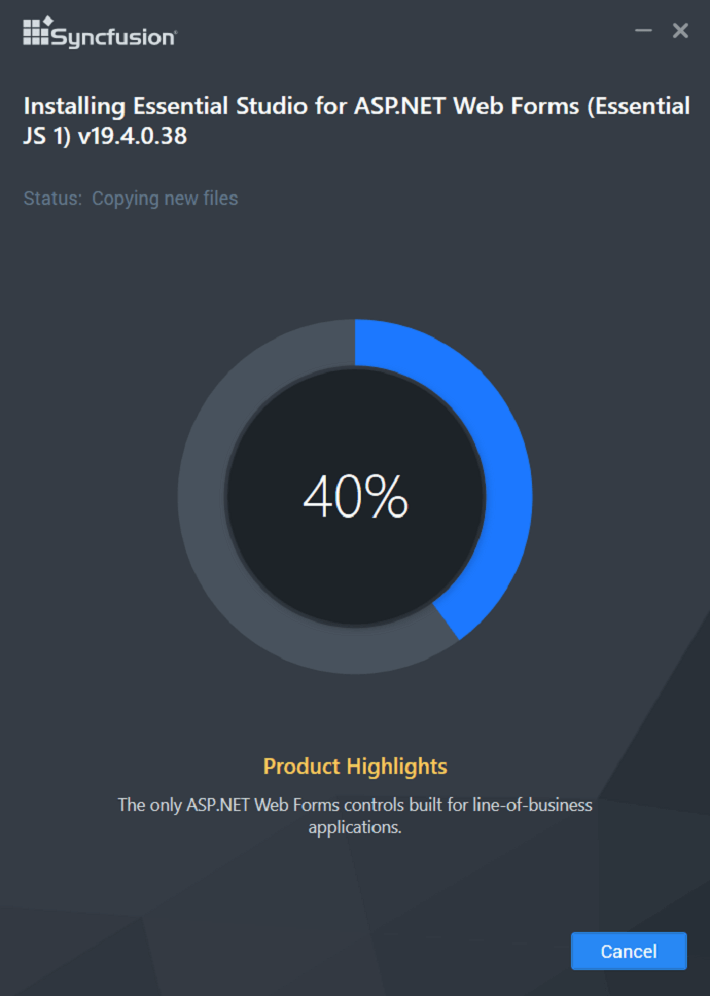 Syncfusion
Installing Essential Studio for ASP.NET Web Forms (Essential
JS 1) v19.4.0.38
Status: Copying new files
40%
Product Highlights
The only ASP.NET Web Forms controls built for line-of-business
applications.
Cancel